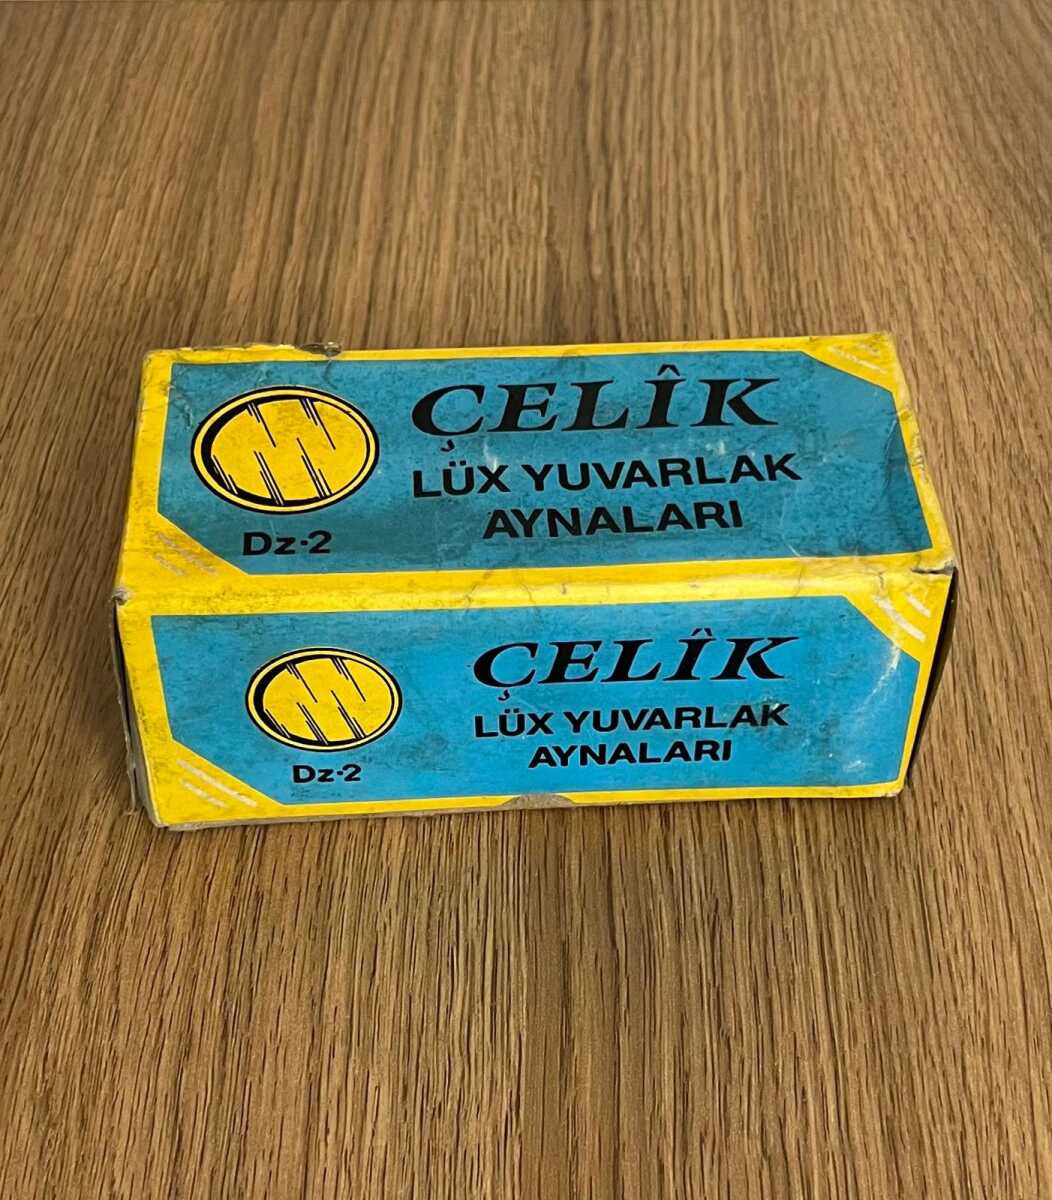 ÇELÎK
LÜX YUVARLAK
AYNALARI
Dz-2
ÇELÎK
LÜX YUVARLAK
AYNALARI
Dz-2